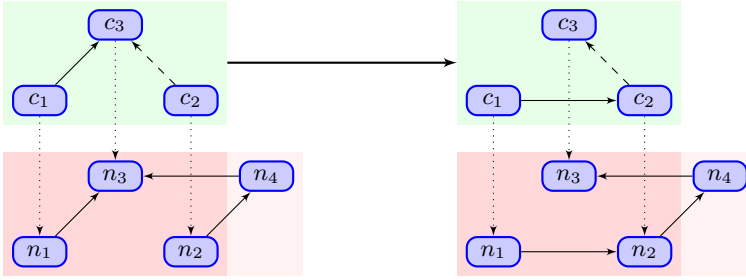 c₃ c₃
c₁ c₂ c₁ c₂
n₃ n₄ n₃ n₄
n₁ n₂ n₁ n₂